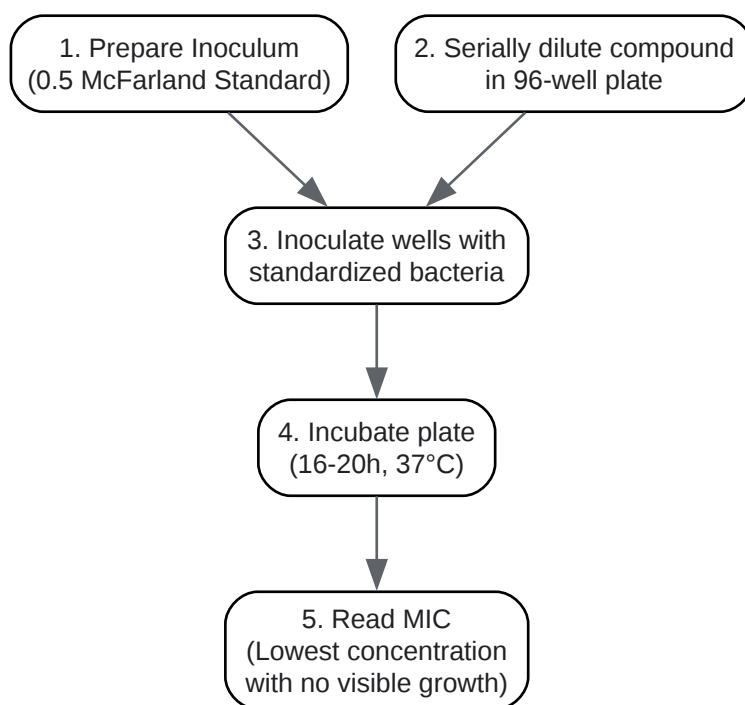 1. Prepare Inoculum
(0.5 McFarland Standard)
2. Serially dilute compound
in 96-well plate
3. Inoculate wells with
standardized bacteria
4. Incubate plate
(16-20h, 37°C)
5. Read MIC
(Lowest concentration
with no visible growth)